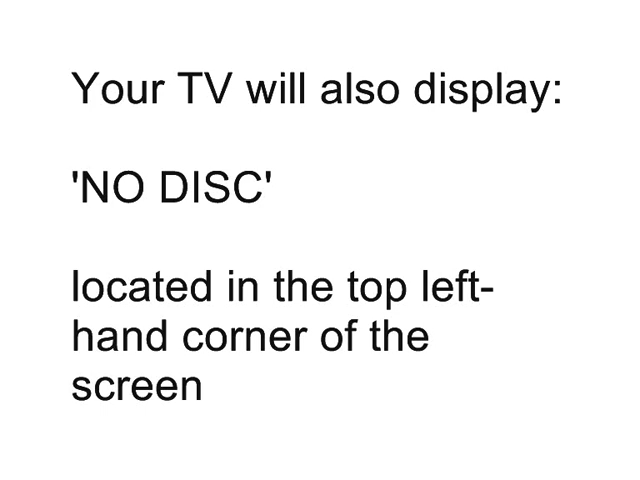 Your TV will also display:
'NO DISC'
located in the top left-
hand corner of the
screen